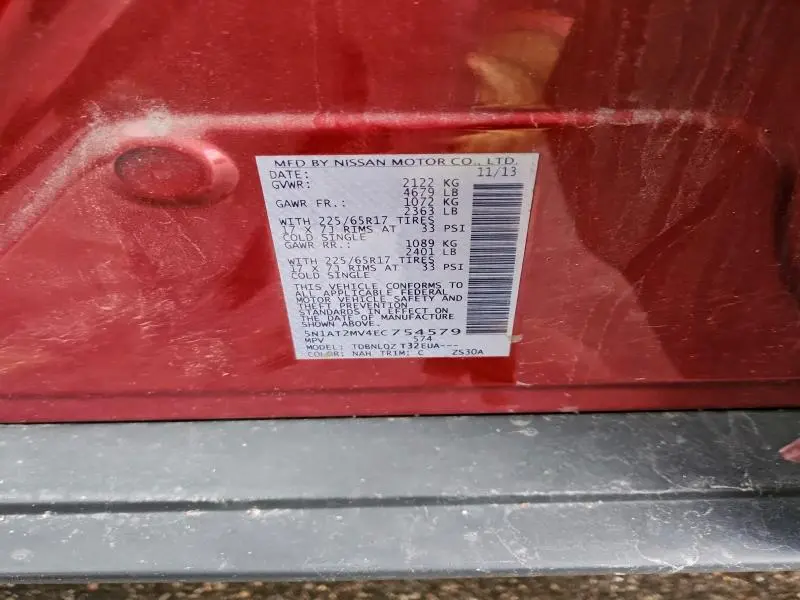 MFD BY NISSAN MOTOR CO., LTD.
DATE: 11/13
GVWR: 2122 KG
4679 LB
GAWR FR.: 1072 KG
2363 LB
WITH 225/65R17 TIRES
17 X 7J RIMS AT 33 PSI
COLD SINGLE
GAWR RR.: 1089 KG
2401 LB
WITH 225/65R17 TIRES
17 X 7J RIMS AT 33 PSI
COLD SINGLE
THIS VEHICLE CONFORMS TO
ALL APPLICABLE FEDERAL
MOTOR VEHICLE SAFETY AND
THEFT PREVENTION
STANDARDS IN EFFECT ON
THE DATE OF MANUFACTURE
SHOWN ABOVE.
5N1AT2MV4EC754579
MPV 574
MODEL: TDBNLQZ T32EUA---
COLOR: NAH TRIM: C ZS30A